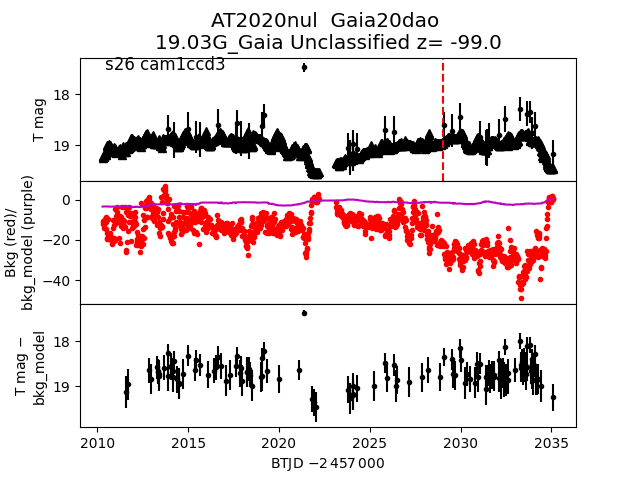 AT2020nul  Gaia20dao
19.03G_Gaia Unclassified z= -99.0
s26 cam1ccd3
T mag
18
19
Bkg (red)/
bkg_model (purple)
0
−20
−40
T mag −
bkg_model
18
19
2010 2015 2020 2025 2030 2035
BTJD −2 457 000